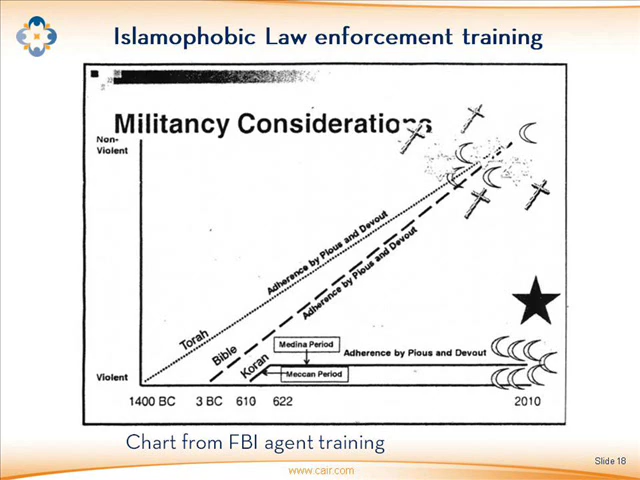 Islamophobic Law enforcement training
Militancy Considerations
Non-
Violent
Adherence by Pious and Devout
Adherence by Pious and Devout
Torah
Bible
Koran
Medina Period
Adherence by Pious and Devout
Meccan Period
Violent
1400 BC 3 BC 610 622 2010
Chart from FBI agent training
Slide 18
www.cair.com